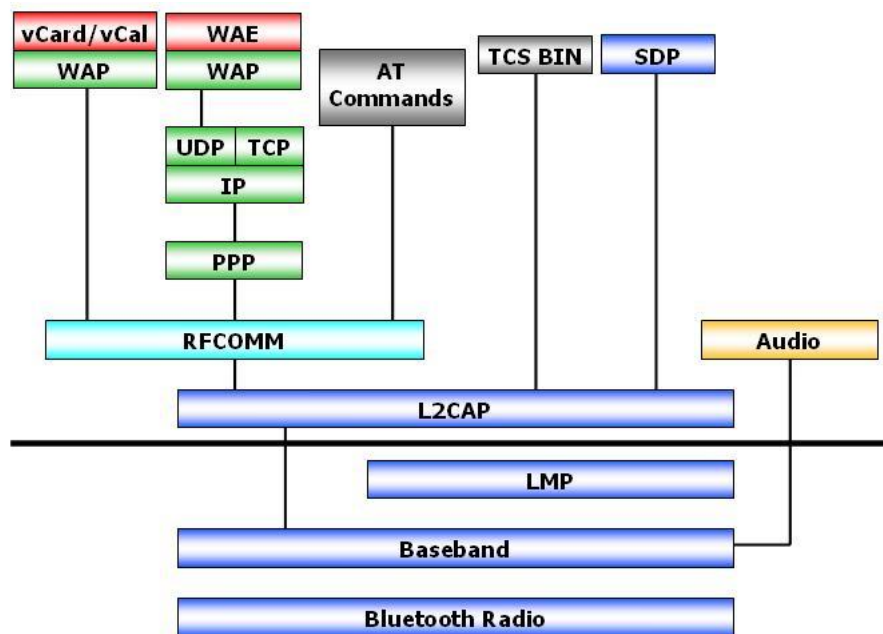 vCard/vCal
WAE
WAP
WAP
AT
Commands
TCS BIN
SDP
UDP
TCP
IP
PPP
RFCOMM
Audio
L2CAP
LMP
Baseband
Bluetooth Radio